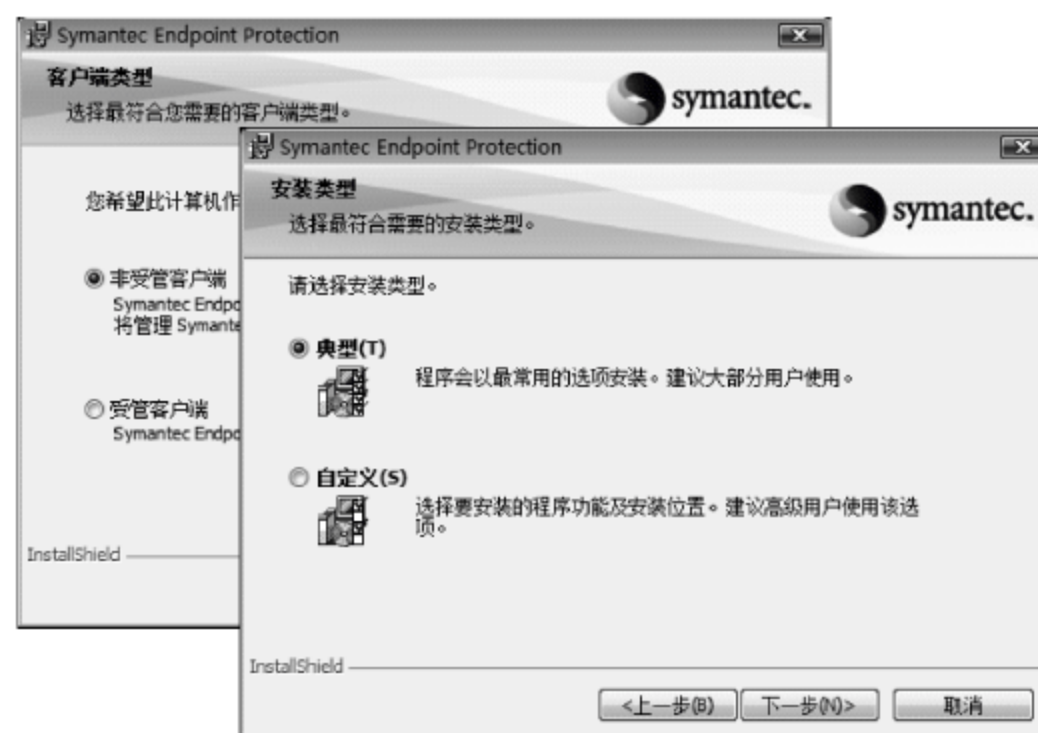 Symantec Endpoint Protection
客户端类型
选择最符合您需要的客户端类型。
symantec.
您希望此计算机作
非受管客户端
Symantec Endpo
将管理 Symante
受管客户端
Symantec Endpo
InstallShield
Symantec Endpoint Protection
安装类型
选择最符合需要的安装类型。
symantec.
请选择安装类型。
典型(T)
程序会以最常用的选项安装。建议大部分用户使用。
自定义(S)
选择要安装的程序功能及安装位置。建议高级用户使用该选
项。
InstallShield
<上一步(B) 下一步(N)> 取消